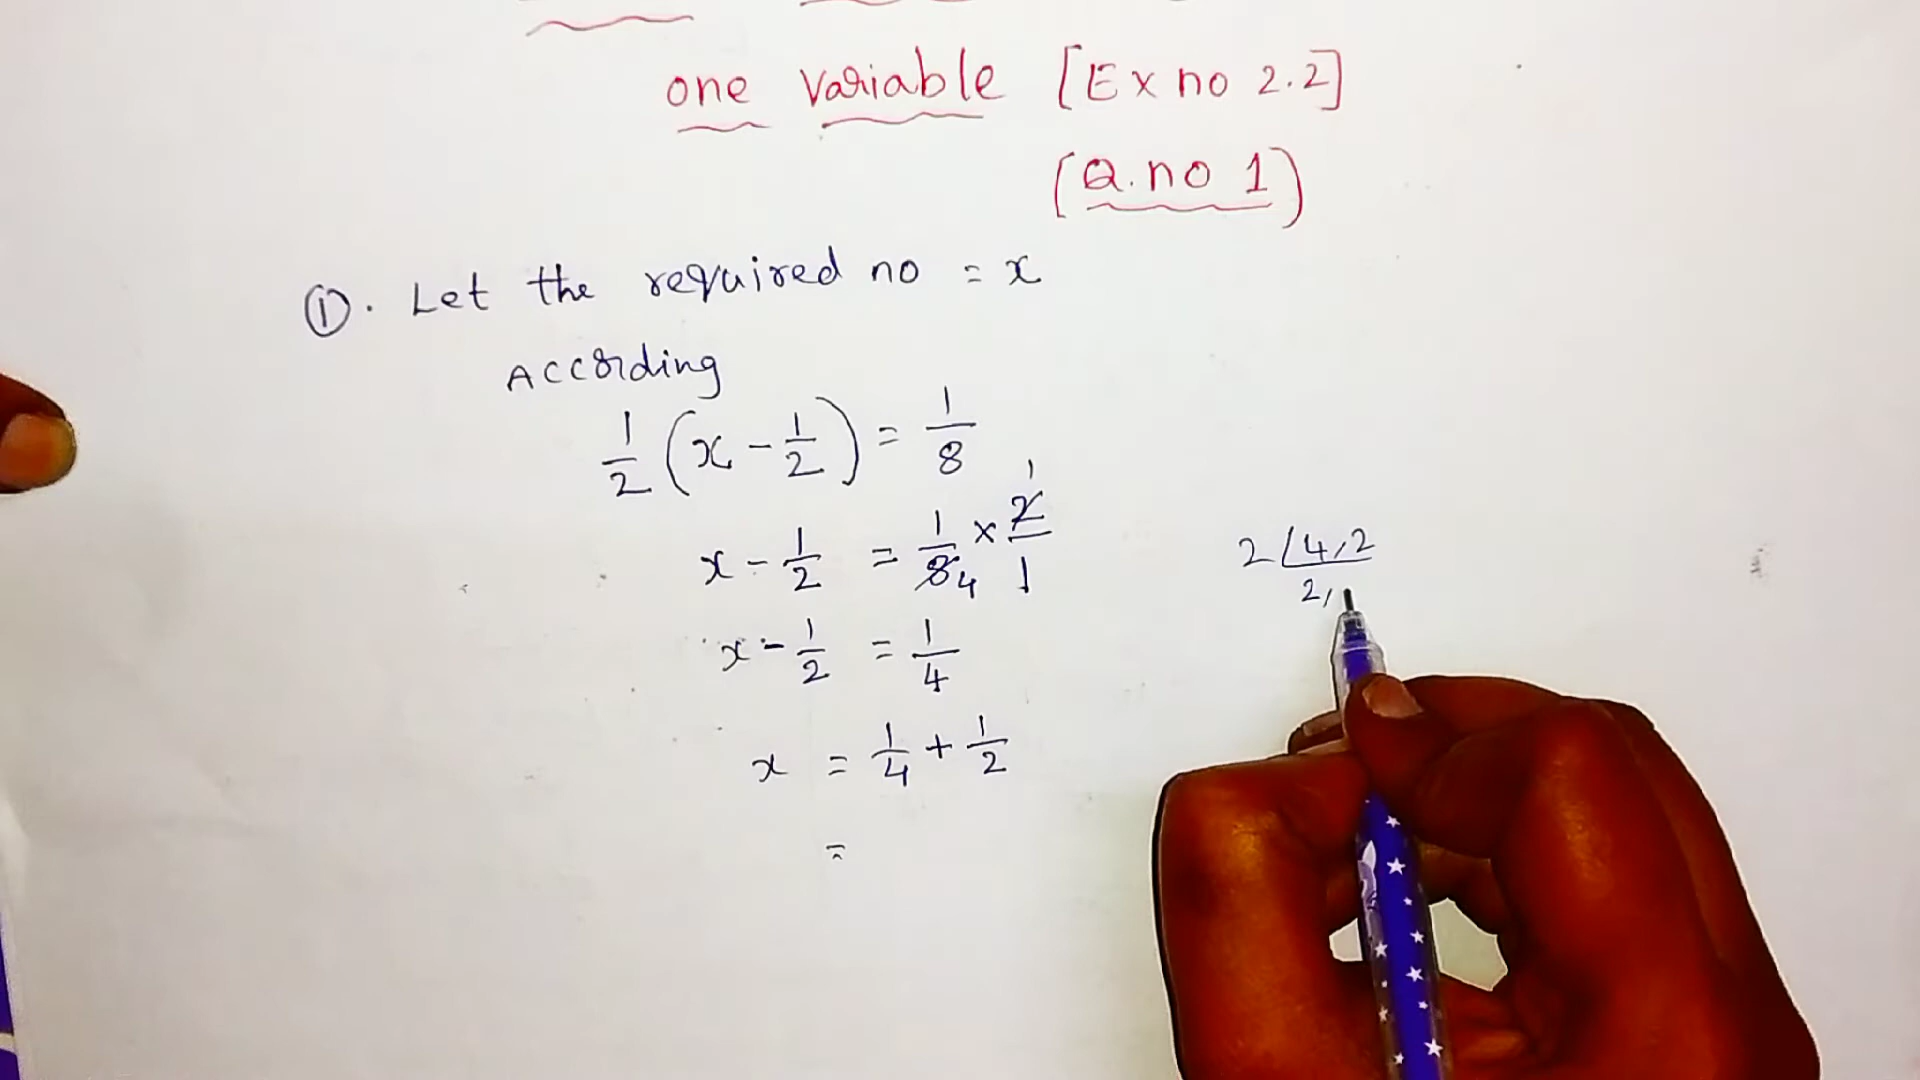 one variable [Ex no 2.2]
(Q.no 1)
①. Let the required no = x
According
1/2 (x - 1/2) = 1/8
x - 1/2 = 1/8 4 × 2/1 1
x - 1/2 = 1/4
x = 1/4 + 1/2
=
2 | 4, 2
2,